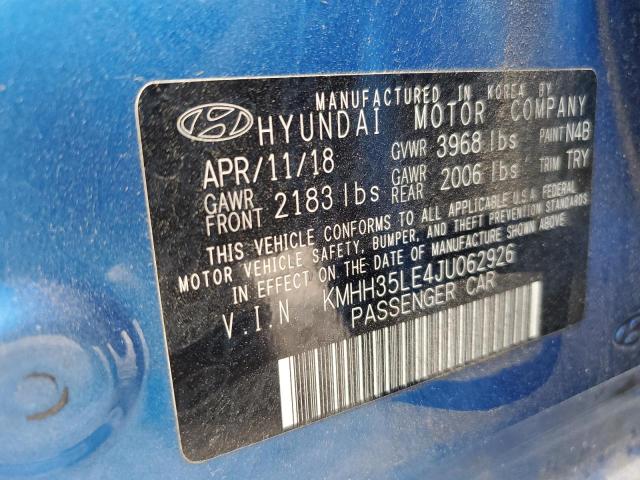 MANUFACTURED IN KOREA BY
HYUNDAI MOTOR COMPANY
APR/11/18 GVWR 3968 lbs PAINT N4B
GAWR FRONT 2183 lbs GAWR REAR 2006 lbs TRIM TRY
THIS VEHICLE CONFORMS TO ALL APPLICABLE U.S.A. FEDERAL
MOTOR VEHICLE SAFETY, BUMPER, AND THEFT PREVENTION STANDARDS
IN EFFECT ON THE DATE OF MANUFACTURE SHOWN ABOVE
V.I.N. KMHH35LE4JU062926
PASSENGER CAR